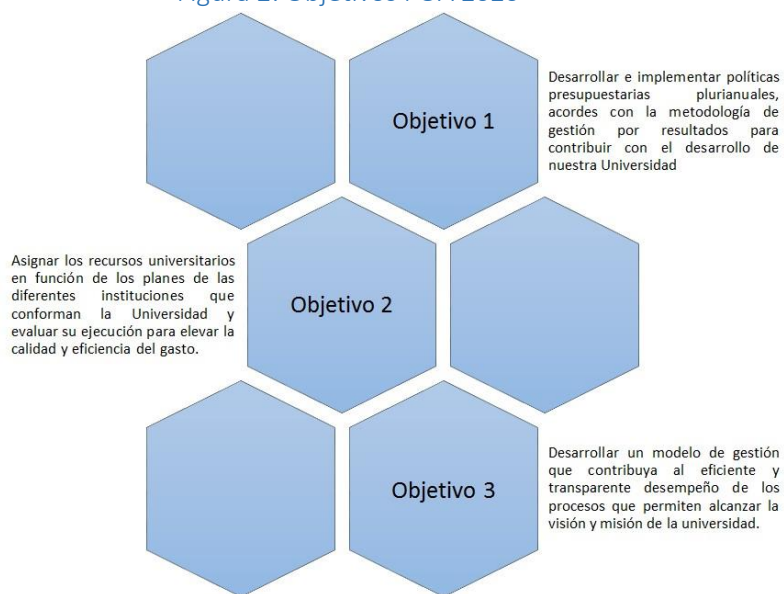 Figura 2. Objetivos
Objetivo 1
Desarrollar e implementar políticas
presupuestarias plurianuales,
acordes con la metodología de
gestión por resultados para
contribuir con el desarrollo de
nuestra Universidad
Asignar los recursos universitarios
en función de los planes de las
diferentes instituciones que
conforman la Universidad y
evaluar su ejecución para elevar la
calidad y eficiencia del gasto.
Objetivo 2
Objetivo 3
Desarrollar un modelo de gestión
que contribuya al eficiente y
transparente desempeño de los
procesos que permiten alcanzar la
visión y misión de la universidad.